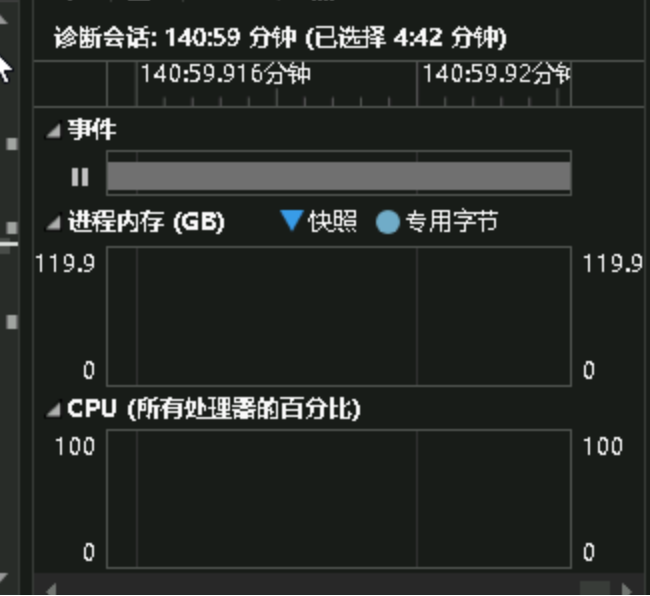 诊断会话: 140:59 分钟 (已选择 4:42 分钟)
140:59.916分钟 140:59.92分钟
事件
进程内存 (GB) 快照 专用字节
119.9 119.9
0 0
CPU (所有处理器的百分比)
100 100
0 0